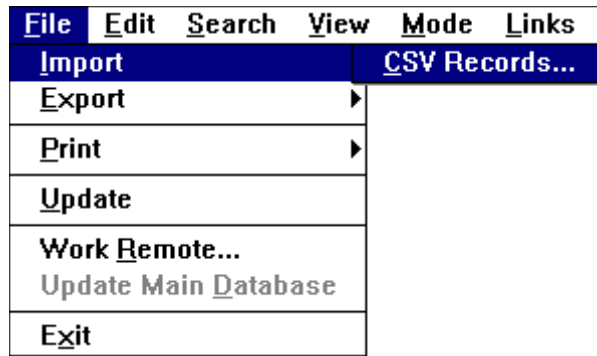 File Edit Search View Mode Links
Import CSV Records...
Export
Print
Update
Work Remote...
Update Main Database
Exit